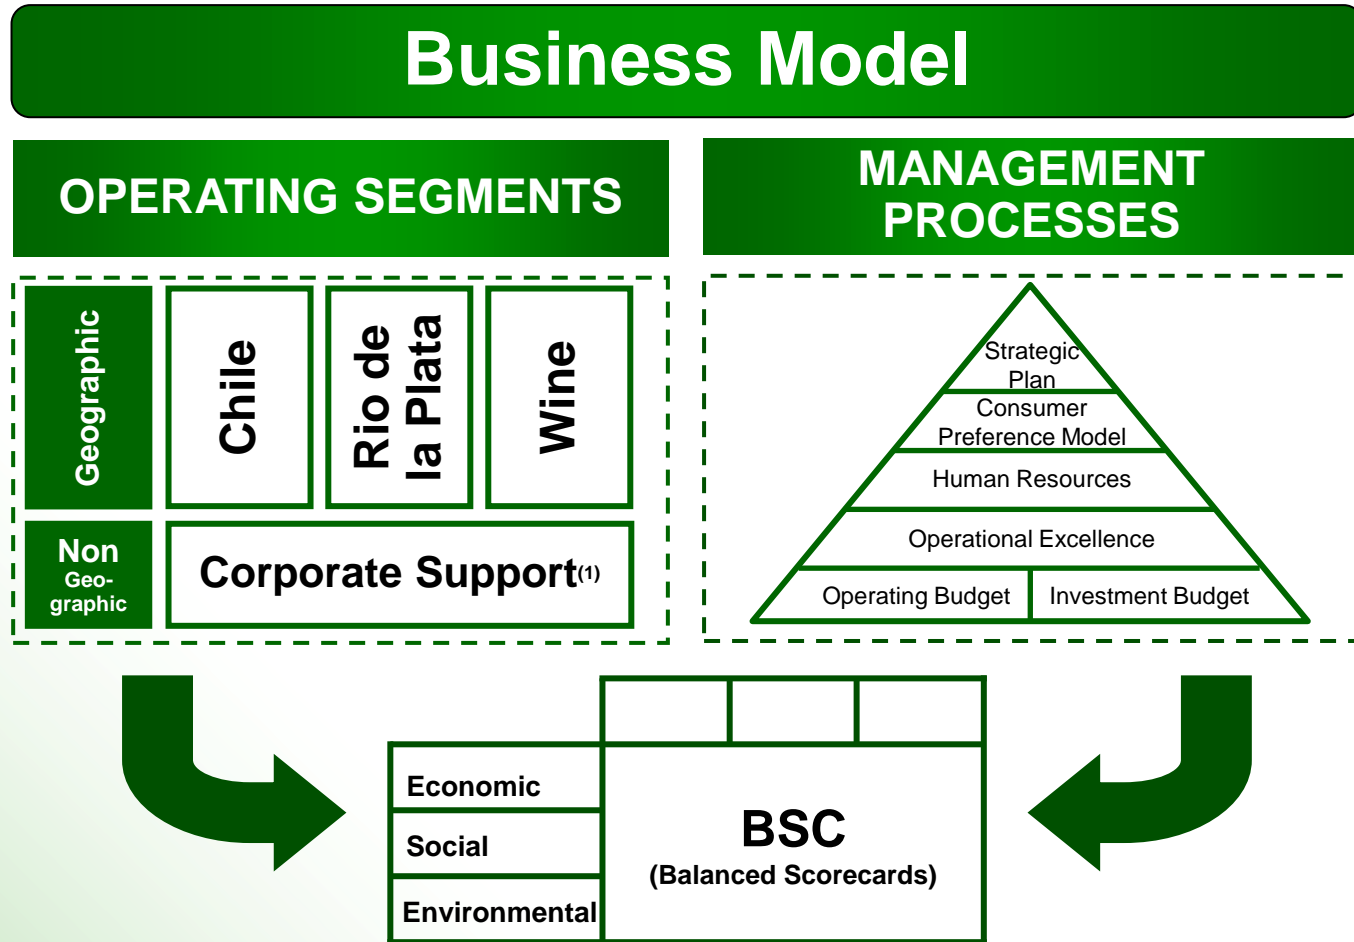 Business Model
OPERATING SEGMENTS
MANAGEMENT
PROCESSES
Geographic
Chile
Rio de
la Plata
Wine
Non
Geo-
graphic
Corporate Support(1)
Strategic
Plan
Consumer
Preference Model
Human Resources
Operational Excellence
Operating Budget
Investment Budget
Economic
Social
Environmental
BSC
(Balanced Scorecards)